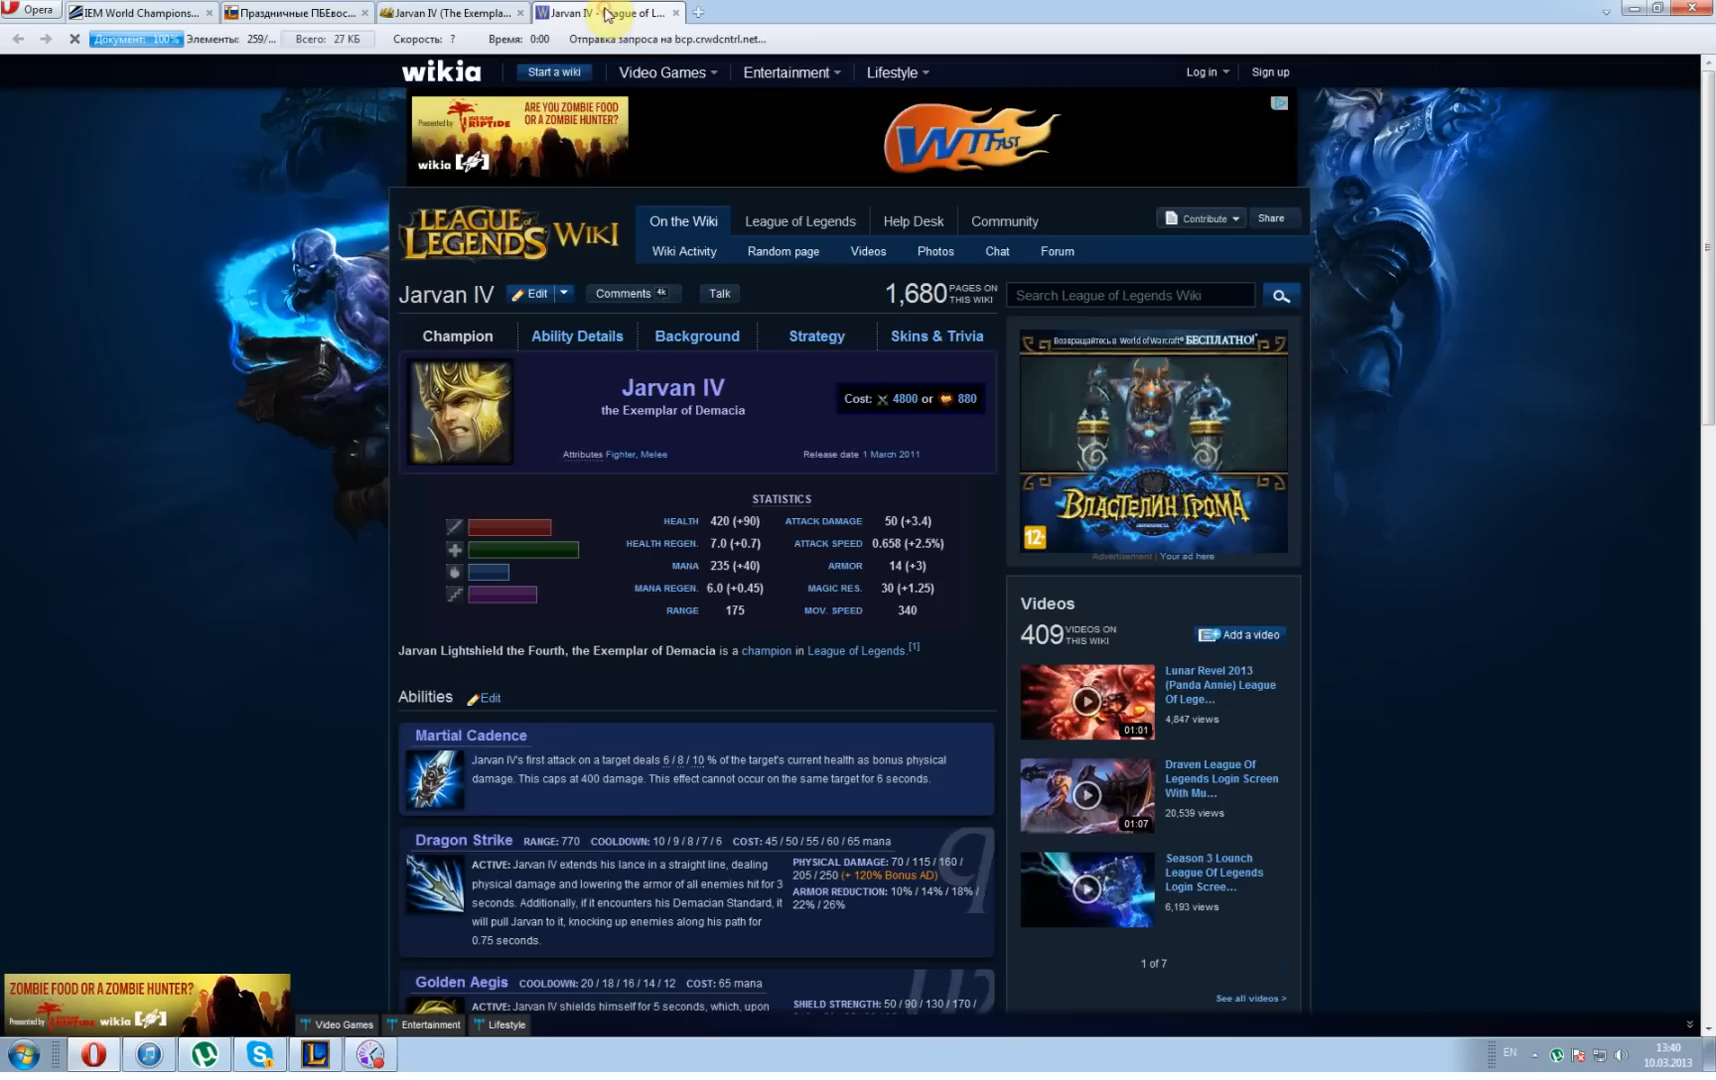 Opera
IEM World Champions...
Праздничные ПБЕвос...
Jarvan IV (The Exempla...
Jarvan IV - League of L...
Документ: 100%
Элементы: 259/...
Всего: 27 КБ
Скорость: ?
Время: 0:00
Отправка запроса на bcp.crwdcntrl.net...
wikia
Start a wiki
Video Games
Entertainment
Lifestyle
Log in
Sign up
Presented by
RIPTIDE
ARE YOU ZOMBIE FOOD
OR A ZOMBIE HUNTER?
wikia
WTFAST
LEAGUE of LEGENDS WIKI
On the Wiki
League of Legends
Help Desk
Community
Contribute
Share
Wiki Activity
Random page
Videos
Photos
Chat
Forum
Jarvan IV
Edit
Comments 4k
Talk
1,680 PAGES ON THIS WIKI
Search League of Legends Wiki
Champion
Ability Details
Background
Strategy
Skins & Trivia
Jarvan IV
the Exemplar of Demacia
Cost: 4800 or 880
Attributes Fighter, Melee
Release date 1 March 2011
STATISTICS
HEALTH 420 (+90) ATTACK DAMAGE 50 (+3.4)
HEALTH REGEN. 7.0 (+0.7) ATTACK SPEED 0.658 (+2.5%)
MANA 235 (+40) ARMOR 14 (+3)
MANA REGEN. 6.0 (+0.45) MAGIC RES. 30 (+1.25)
RANGE 175 MOV. SPEED 340
Jarvan Lightshield the Fourth, the Exemplar of Demacia is a champion in League of Legends.[1]
Abilities
Edit
Martial Cadence
Jarvan IV's first attack on a target deals 6 / 8 / 10 % of the target's current health as bonus physical
damage. This caps at 400 damage. This effect cannot occur on the same target for 6 seconds.
Dragon Strike RANGE: 770 COOLDOWN: 10 / 9 / 8 / 7 / 6 COST: 45 / 50 / 55 / 60 / 65 mana
q
ACTIVE: Jarvan IV extends his lance in a straight line, dealing
physical damage and lowering the armor of all enemies hit for 3
seconds. Additionally, if it encounters his Demacian Standard, it
will pull Jarvan to it, knocking up enemies along his path for
0.75 seconds.
PHYSICAL DAMAGE: 70 / 115 / 160 /
205 / 250 (+ 120% Bonus AD)
ARMOR REDUCTION: 10% / 14% / 18% /
22% / 26%
Golden Aegis COOLDOWN: 20 / 18 / 16 / 14 / 12 COST: 65 mana
ACTIVE: Jarvan IV shields himself for 5 seconds, which, upon
SHIELD STRENGTH: 50 / 90 / 130 / 170 /
Возвращайтесь в World of Warcraft БЕСПЛАТНО!
ВЛАСТЕЛИН ГРОМА
12+
Advertisement | Your ad here
Videos
409 VIDEOS ON THIS WIKI
Add a video
Lunar Revel 2013
(Panda Annie) League
Of Lege...
4,847 views
01:01
Draven League Of
Legends Login Screen
With Mu...
20,539 views
01:07
Season 3 Lounch
League Of Legends
Login Scree...
6,193 views
1 of 7
See all videos >
ZOMBIE FOOD OR A ZOMBIE HUNTER?
Presented by
RIPTIDE
wikia
Video Games
Entertainment
Lifestyle
EN
13:40
10.03.2013